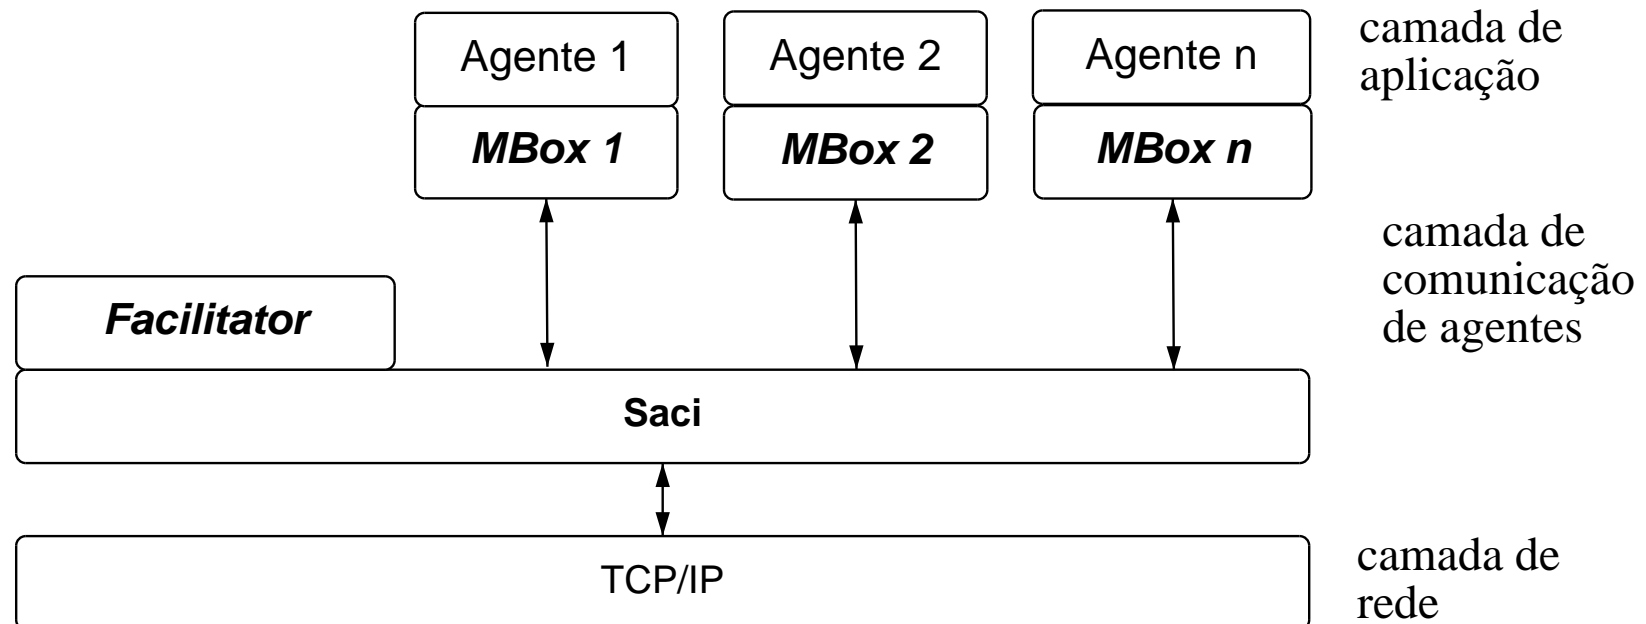 Agente 1
Agente 2
Agente n
camada de
aplicação
MBox 1
MBox 2
MBox n
camada de
comunicação
de agentes
Facilitator
Saci
TCP/IP
camada de
rede